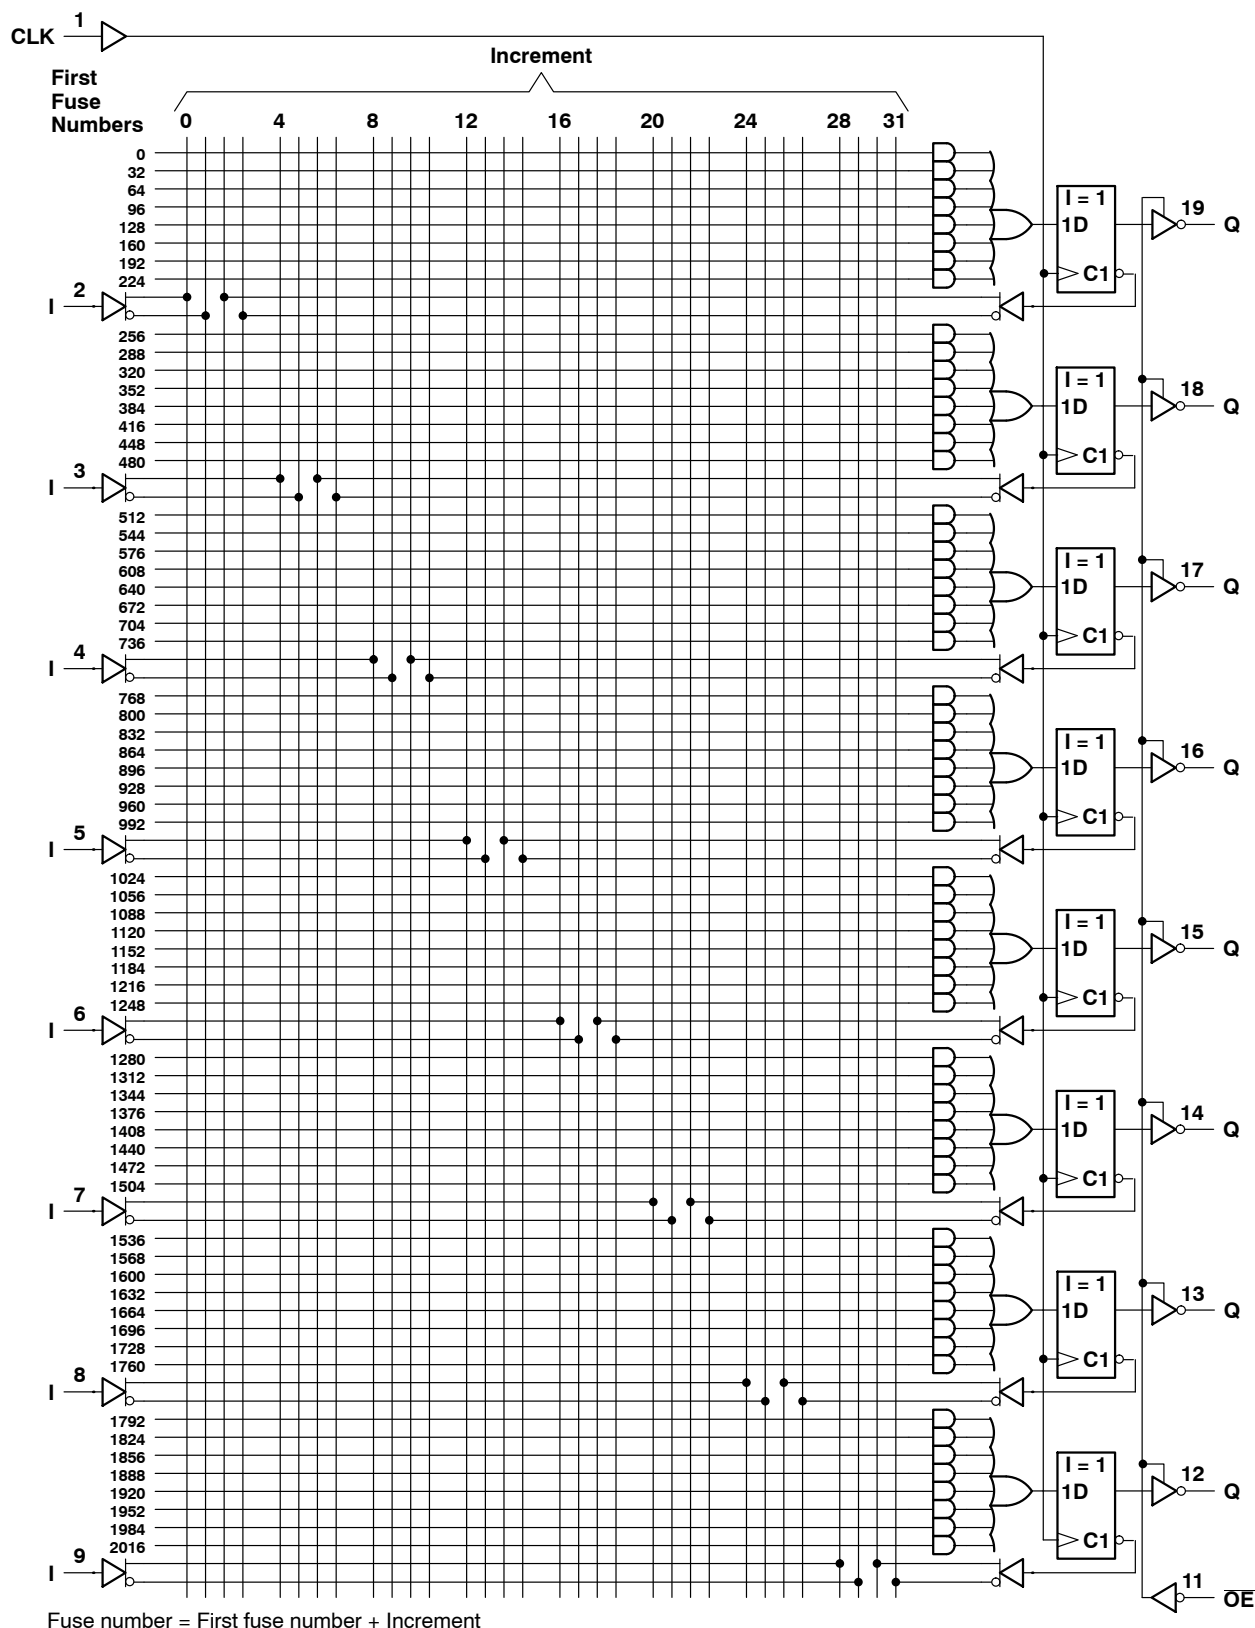 CLK 1
Increment
First
Fuse
Numbers
0 4 8 12 16 20 24 28 31
0
32
64
96
128
160
192
224
I = 1
1D
C1
19 Q
I 2
256
288
320
352
384
416
448
480
I = 1
1D
C1
18 Q
I 3
512
544
576
608
640
672
704
736
I = 1
1D
C1
17 Q
I 4
768
800
832
864
896
928
960
992
I = 1
1D
C1
16 Q
I 5
1024
1056
1088
1120
1152
1184
1216
1248
I = 1
1D
C1
15 Q
I 6
1280
1312
1344
1376
1408
1440
1472
1504
I = 1
1D
C1
14 Q
I 7
1536
1568
1600
1632
1664
1696
1728
1760
I = 1
1D
C1
13 Q
I 8
1792
1824
1856
1888
1920
1952
1984
2016
I = 1
1D
C1
12 Q
I 9
11 O̅E̅
Fuse number = First fuse number + Increment